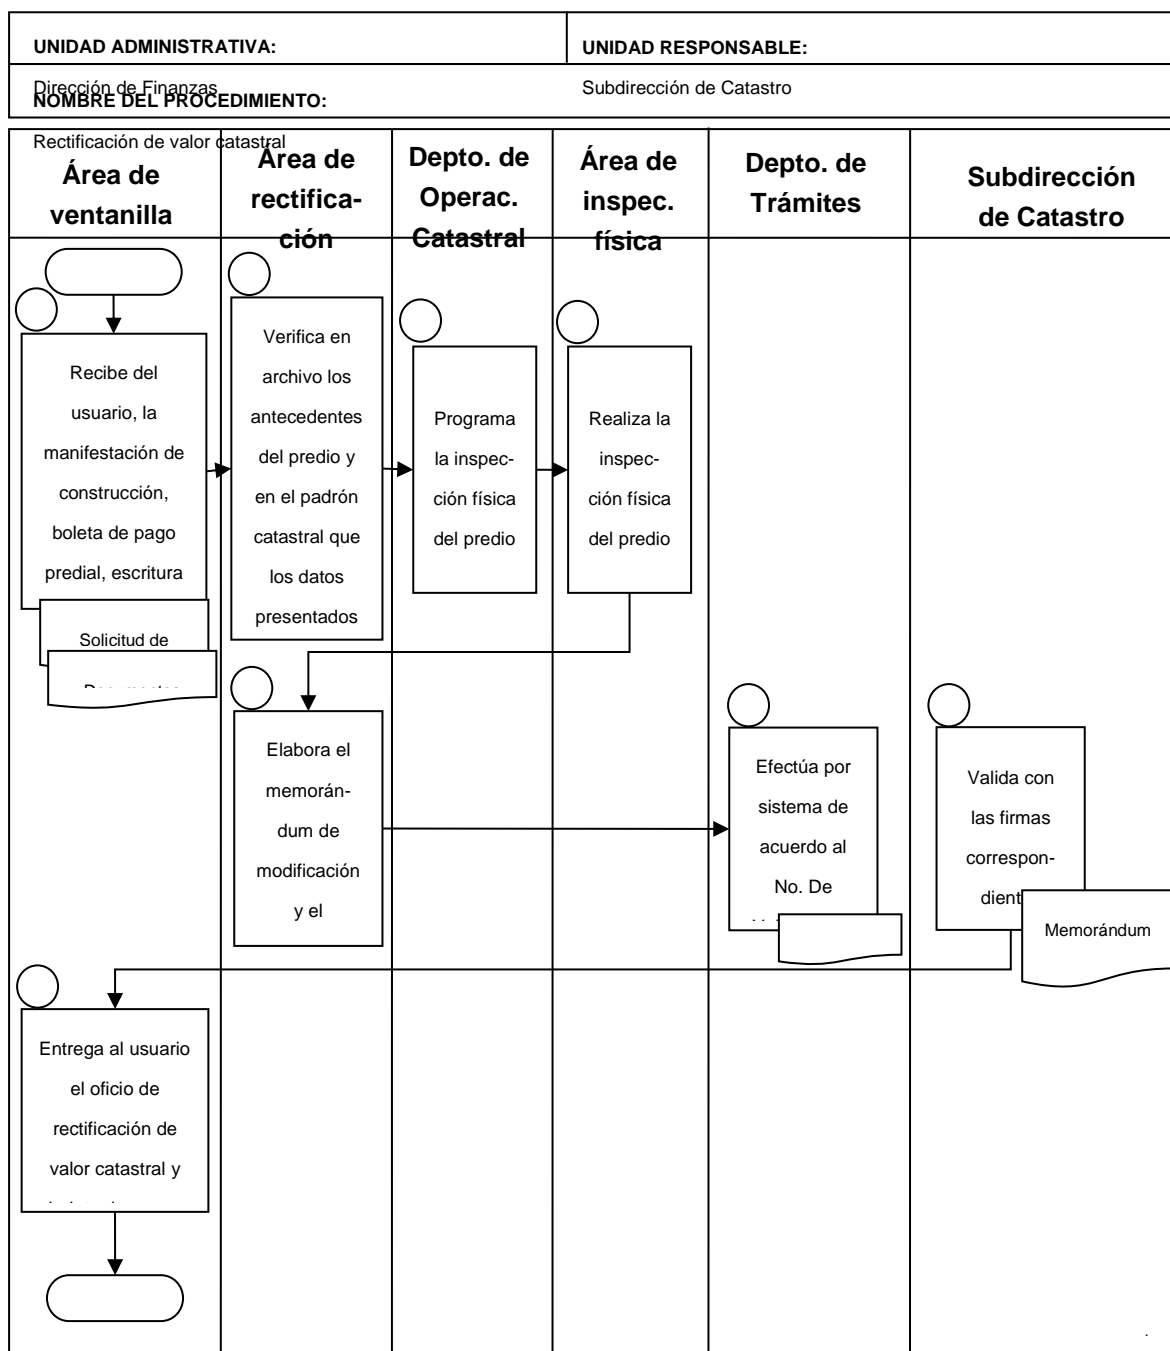 UNIDAD ADMINISTRATIVA:
UNIDAD RESPONSABLE:
Dirección de Finanzas
Subdirección de Catastro
NOMBRE DEL PROCEDIMIENTO:
Rectificación de valor catastral
Área de
ventanilla
Área de
rectifica-
ción
Depto. de
Operac.
Catastral
Área de
inspec.
física
Depto. de
Trámites
Subdirección
de Catastro
Recibe del
usuario, la
manifestación de
construcción,
boleta de pago
predial, escritura
Solicitud de
Verifica en
archivo los
antecedentes
del predio y
en el padrón
catastral que
los datos
presentados
Programa
la inspec-
ción física
del predio
Realiza la
inspec-
ción física
del predio
Elabora el
memorán-
dum de
modificación
y el
Efectúa por
sistema de
acuerdo al
No. De
Valida con
las firmas
correspon-
dient
Memorándum
Entrega al usuario
el oficio de
rectificación de
valor catastral y